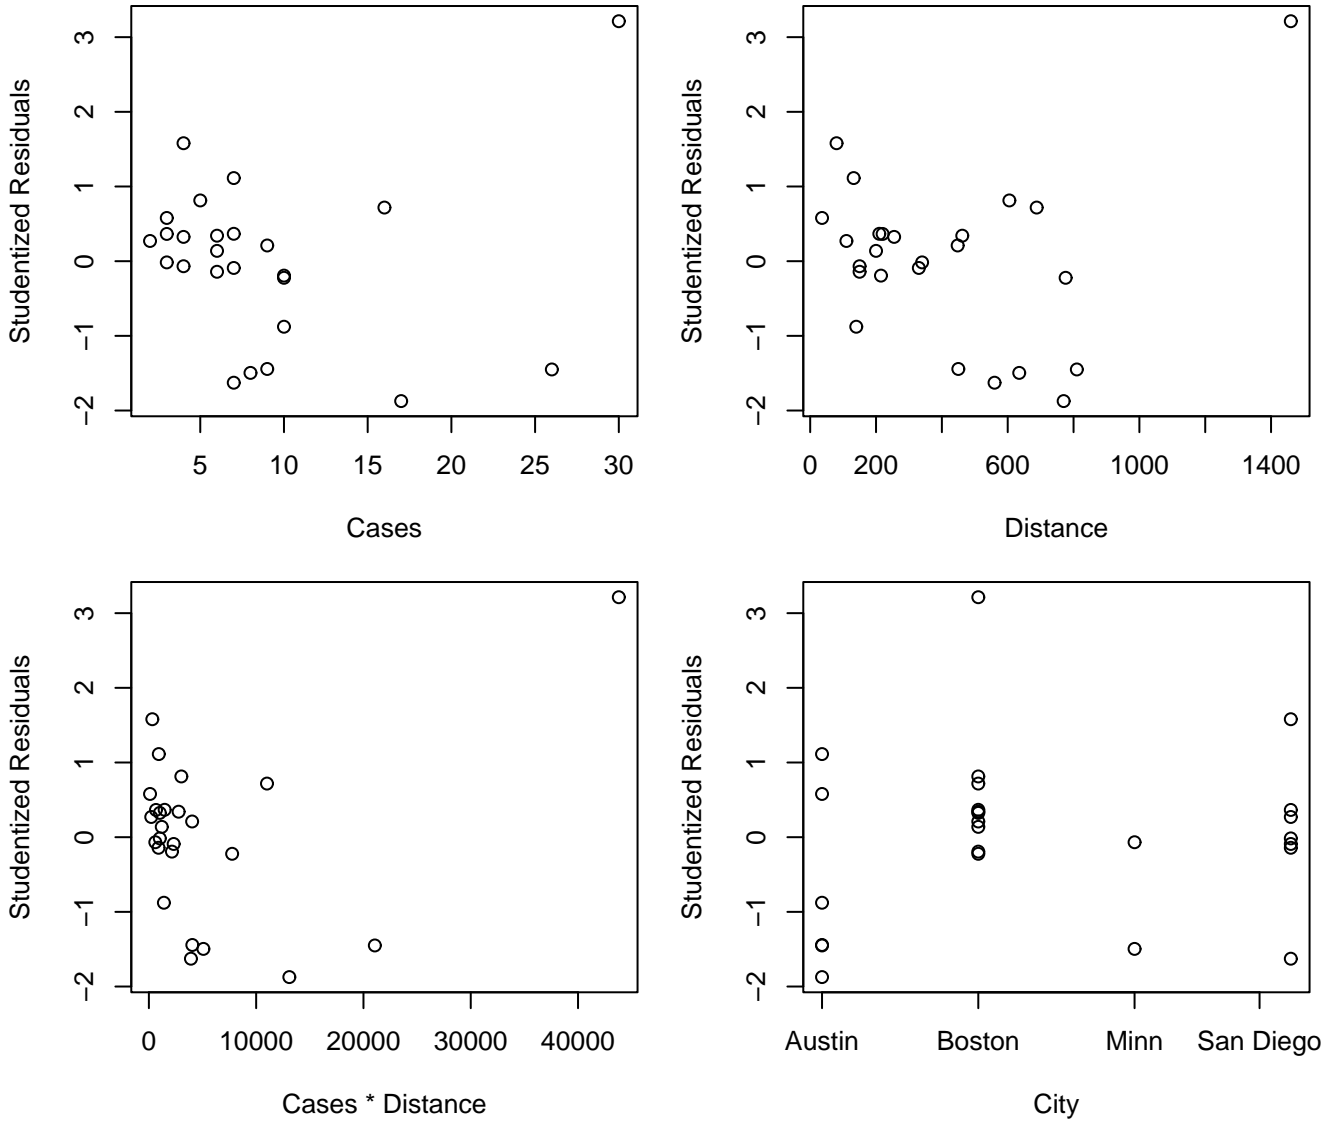 Studentized Residuals
3
2
1
0
−1
−2
5 10 15 20 25 30
Cases
Studentized Residuals
3
2
1
0
−1
−2
0 200 600 1000 1400
Distance
Studentized Residuals
3
2
1
0
−1
−2
0 10000 20000 30000 40000
Cases * Distance
Studentized Residuals
3
2
1
0
−1
−2
Austin Boston Minn San Diego
City